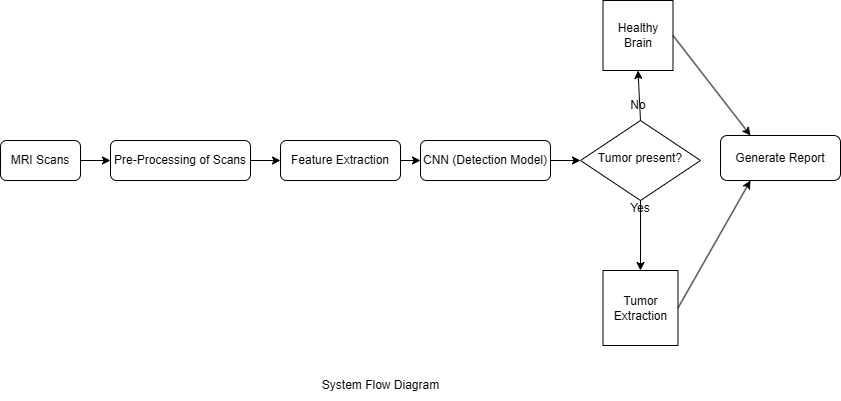 Healthy
Brain
No
MRI Scans
Pre-Processing of Scans
Feature Extraction
CNN (Detection Model)
Tumor present?
Generate Report
Yes
Tumor
Extraction
System Flow Diagram